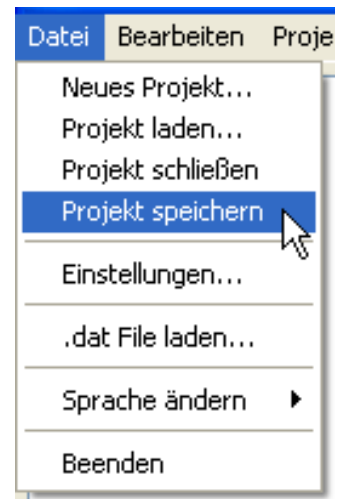 Datei Bearbeiten Proje
Neues Projekt...
Projekt laden...
Projekt schließen
Projekt speichern
Einstellungen...
.dat File laden...
Sprache ändern
Beenden